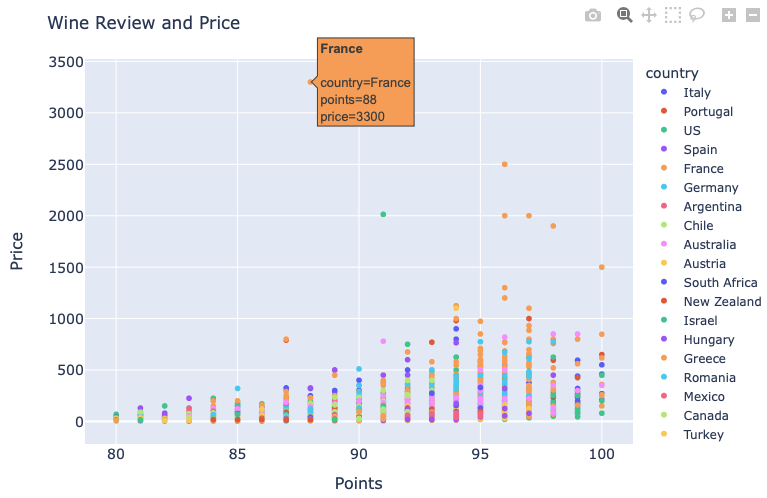 Wine Review and Price
France
country=France
points=88
price=3300
3500
3000
2500
2000
1500
1000
500
0
Price
80
85
90
95
100
Points
country
Italy
Portugal
US
Spain
France
Germany
Argentina
Chile
Australia
Austria
South Africa
New Zealand
Israel
Hungary
Greece
Romania
Mexico
Canada
Turkey